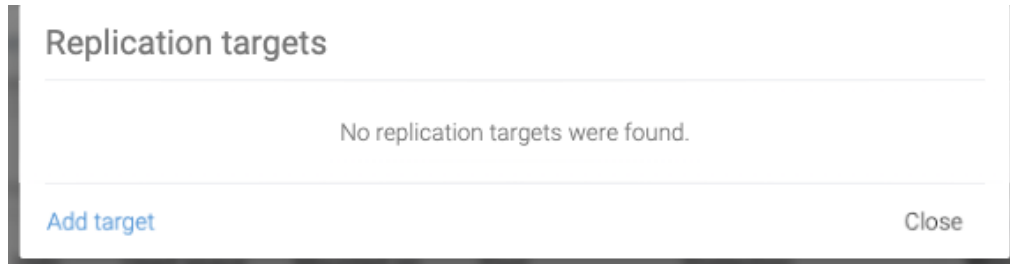 Replication targets
No replication targets were found.
Add target
Close